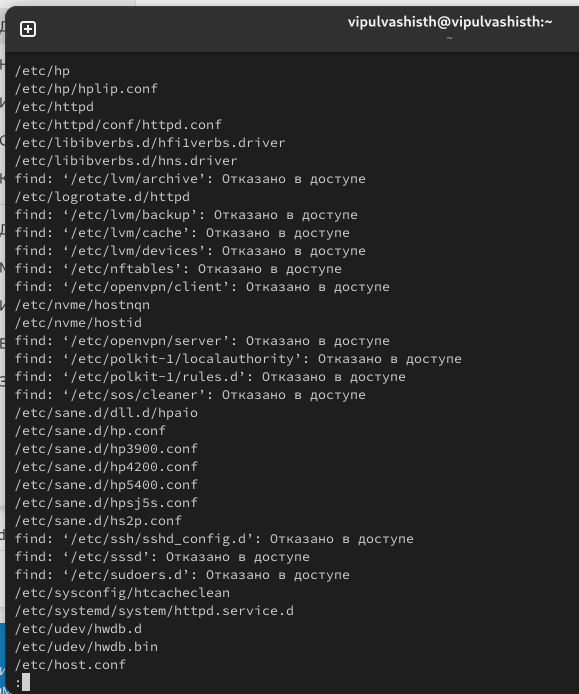 vipulvashisth@vipulvashisth:~
~
/etc/hp
/etc/hp/hplip.conf
/etc/httpd
/etc/httpd/conf/httpd.conf
/etc/libibverbs.d/hfi1verbs.driver
/etc/libibverbs.d/hns.driver
find: ‘/etc/lvm/archive’: Отказано в доступе
/etc/logrotate.d/httpd
find: ‘/etc/lvm/backup’: Отказано в доступе
find: ‘/etc/lvm/cache’: Отказано в доступе
find: ‘/etc/lvm/devices’: Отказано в доступе
find: ‘/etc/nftables’: Отказано в доступе
find: ‘/etc/openvpn/client’: Отказано в доступе
/etc/nvme/hostnqn
/etc/nvme/hostid
find: ‘/etc/openvpn/server’: Отказано в доступе
find: ‘/etc/polkit-1/localauthority’: Отказано в доступе
find: ‘/etc/polkit-1/rules.d’: Отказано в доступе
find: ‘/etc/sos/cleaner’: Отказано в доступе
/etc/sane.d/dll.d/hpaio
/etc/sane.d/hp.conf
/etc/sane.d/hp3900.conf
/etc/sane.d/hp4200.conf
/etc/sane.d/hp5400.conf
/etc/sane.d/hpsj5s.conf
/etc/sane.d/hs2p.conf
find: ‘/etc/ssh/sshd_config.d’: Отказано в доступе
find: ‘/etc/sssd’: Отказано в доступе
find: ‘/etc/sudoers.d’: Отказано в доступе
/etc/sysconfig/htcacheclean
/etc/systemd/system/httpd.service.d
/etc/udev/hwdb.d
/etc/udev/hwdb.bin
/etc/host.conf
: